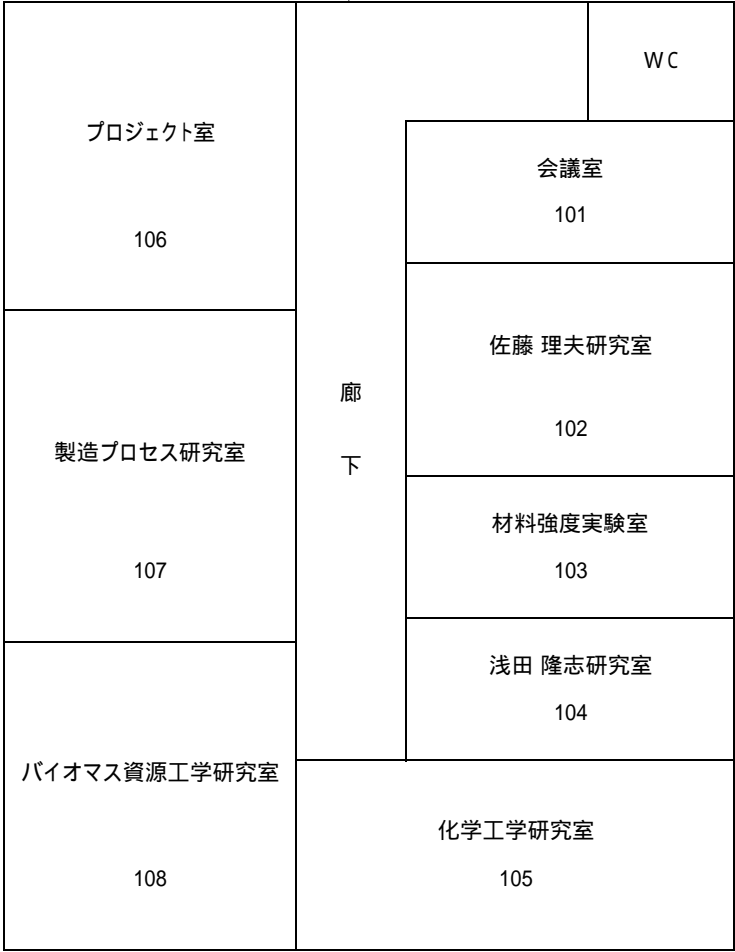 WC
プロジェクト室
106
会議室
101
佐藤 理夫研究室
102
廊
下
製造プロセス研究室
107
材料強度実験室
103
浅田 隆志研究室
104
バイオマス資源工学研究室
108
化学工学研究室
105